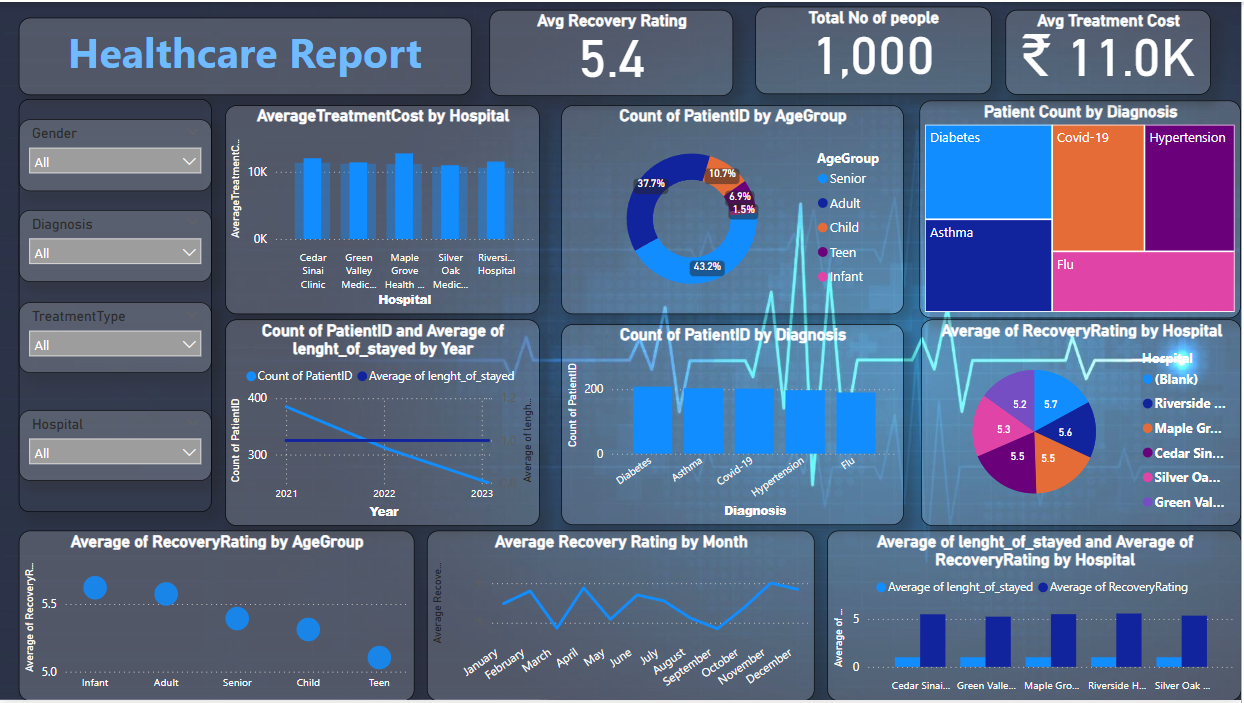 Healthcare Report
Avg Recovery Rating
5.4
Total No of people
1,000
Avg Treatment Cost
₹ 11.0K
Gender
All
Diagnosis
All
TreatmentType
All
Hospital
All
AverageTreatmentCost by Hospital
AverageTreatmentC...
10K
0K
Cedar Sinai Clinic
Green Valley Medic...
Maple Grove Health ...
Silver Oak Medic...
Riversi... Hospital
Hospital
Count of PatientID by AgeGroup
37.7%
10.7%
6.9%
1.5%
43.2%
AgeGroup
Senior
Adult
Child
Teen
Infant
Patient Count by Diagnosis
Diabetes
Covid-19
Hypertension
Asthma
Flu
Count of PatientID and Average of
lenght_of_stayed by Year
Count of PatientID
Average of lenght_of_stayed
Count of PatientID
400
300
1.2
Average of lengh...
2021
2022
2023
Year
Count of PatientID by Diagnosis
Count of PatientID
200
0
Diabetes
Asthma
Covid-19
Hypertension
Flu
Diagnosis
Average of RecoveryRating by Hospital
5.7
5.6
5.5
5.5
5.3
5.2
Hospital
(Blank)
Riverside ...
Maple Gr...
Cedar Sin...
Silver Oa...
Green Val...
Average of RecoveryRating by AgeGroup
Average of RecoveryR...
5.5
5.0
Infant
Adult
Senior
Child
Teen
Average Recovery Rating by Month
Average Recove...
January
February
March
April
May
June
July
August
September
October
November
December
Average of lenght_of_stayed and Average of
RecoveryRating by Hospital
Average of lenght_of_stayed
Average of RecoveryRating
Average of ...
5
0
Cedar Sinai...
Green Valle...
Maple Gro...
Riverside H...
Silver Oak ...